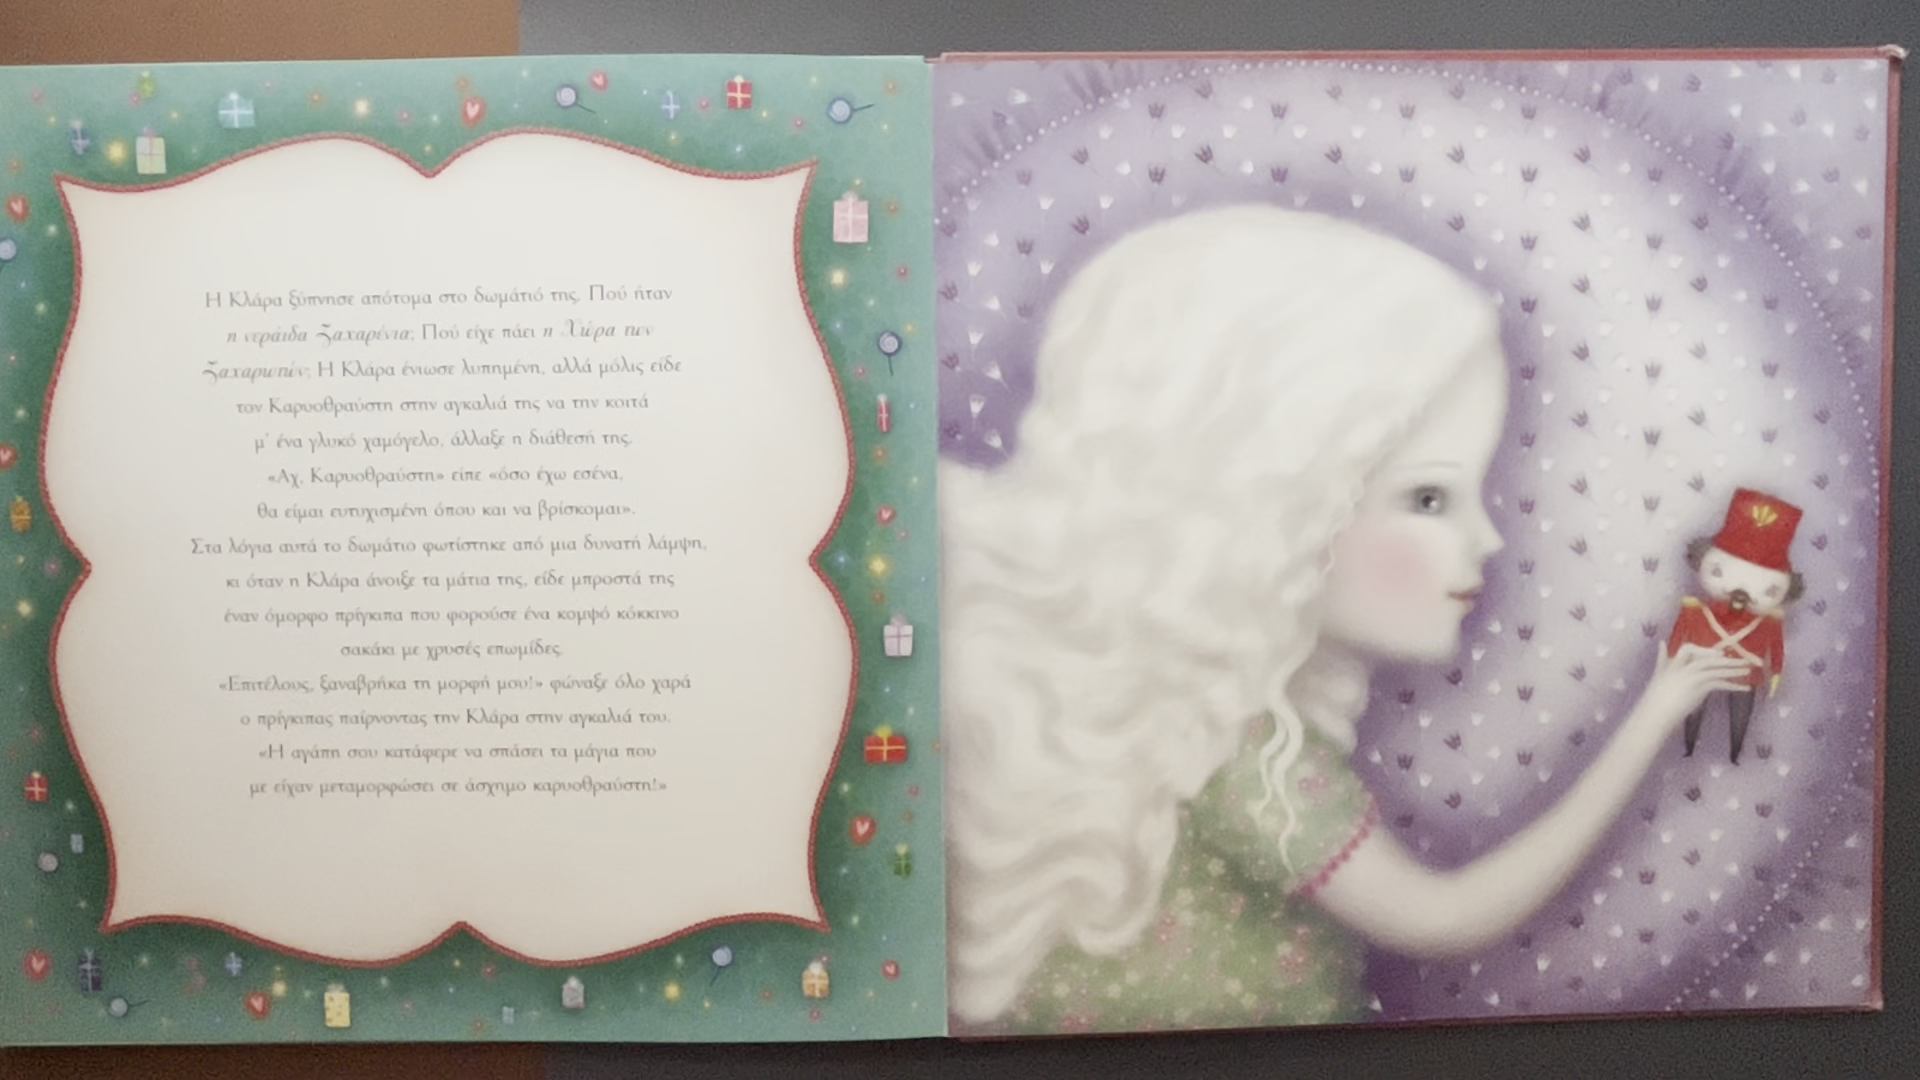 Η Κλάρα ξύπνησε απότομα στο δωμάτιό της. Πού ήταν
η νεράιδα Ζαχαρένια; Πού είχε πάει η Χώρα των
Ζαχαρωτών; Η Κλάρα ένιωσε λυπημένη, αλλά μόλις είδε
τον Καρυοθραύστη στην αγκαλιά της να την κοιτά
μ' ένα γλυκό χαμόγελο, άλλαξε η διάθεσή της.
«Αχ, Καρυοθραύστη» είπε «όσο έχω εσένα,
θα είμαι ευτυχισμένη όπου και να βρίσκομαι».
Στα λόγια αυτά το δωμάτιο φωτίστηκε από μια δυνατή λάμψη,
κι όταν η Κλάρα άνοιξε τα μάτια της, είδε μπροστά της
έναν όμορφο πρίγκιπα που φορούσε ένα κομψό κόκκινο
σακάκι με χρυσές επωμίδες.
«Επιτέλους, ξαναβρήκα τη μορφή μου!» φώναξε όλο χαρά
ο πρίγκιπας παίρνοντας την Κλάρα στην αγκαλιά του.
«Η αγάπη σου κατάφερε να σπάσει τα μάγια που
με είχαν μεταμορφώσει σε άσχημο καρυοθραύστη!»